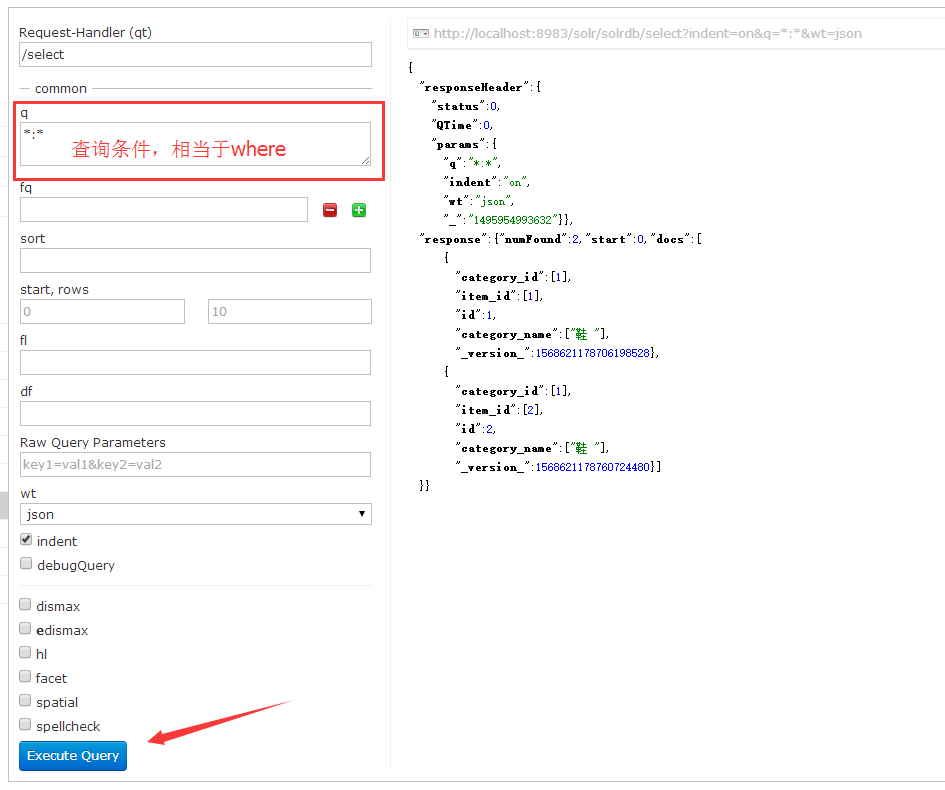 Request-Handler (qt)
/select
common
q
*:*
查询条件，相当于where
fq
sort
start, rows
0
10
fl
df
Raw Query Parameters
key1=val1&key2=val2
wt
json
indent
debugQuery
dismax
edismax
hl
facet
spatial
spellcheck
Execute Query
http://localhost:8983/solr/solrdb/select?indent=on&q=*:*&wt=json
{
"responseHeader":{
"status":0,
"QTime":0,
"params":{
"q":"*:*",
"indent":"on",
"wt":"json",
"_":"1495954993632"}},
"response":{"numFound":2,"start":0,"docs":[
{
"category_id":[1],
"item_id":[1],
"id":1,
"category_name":["鞋 "],
"_version_":1568621178706198528},
{
"category_id":[1],
"item_id":[2],
"id":2,
"category_name":["鞋 "],
"_version_":1568621178760724480}]
}}